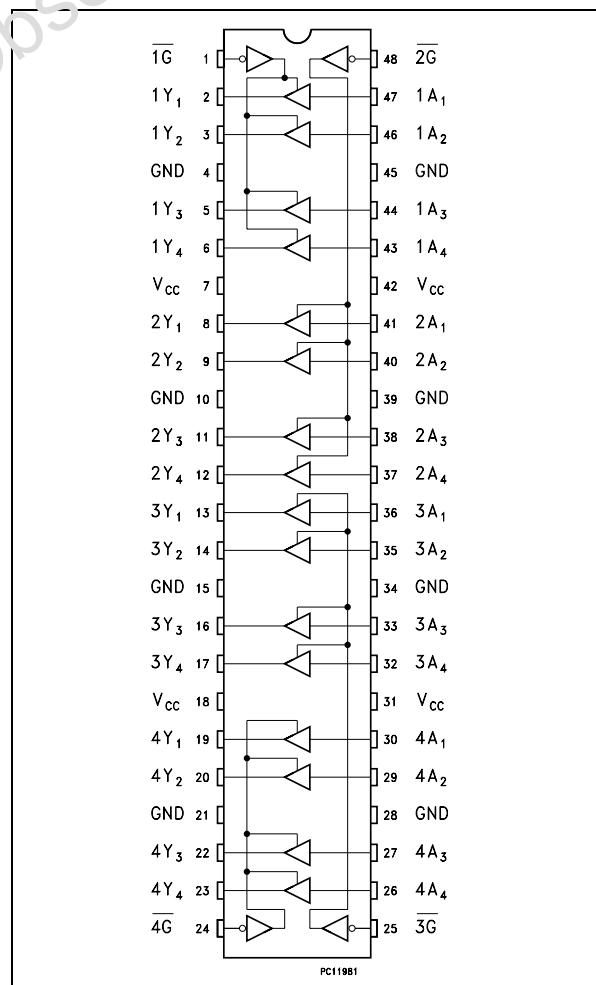 obs
1G 1 48 2G
1Y1 2 47 1A1
1Y2 3 46 1A2
GND 4 45 GND
1Y3 5 44 1A3
1Y4 6 43 1A4
VCC 7 42 VCC
2Y1 8 41 2A1
2Y2 9 40 2A2
GND 10 39 GND
2Y3 11 38 2A3
2Y4 12 37 2A4
3Y1 13 36 3A1
3Y2 14 35 3A2
GND 15 34 GND
3Y3 16 33 3A3
3Y4 17 32 3A4
VCC 18 31 VCC
4Y1 19 30 4A1
4Y2 20 29 4A2
GND 21 28 GND
4Y3 22 27 4A3
4Y4 23 26 4A4
4G 24 25 3G
PC11981